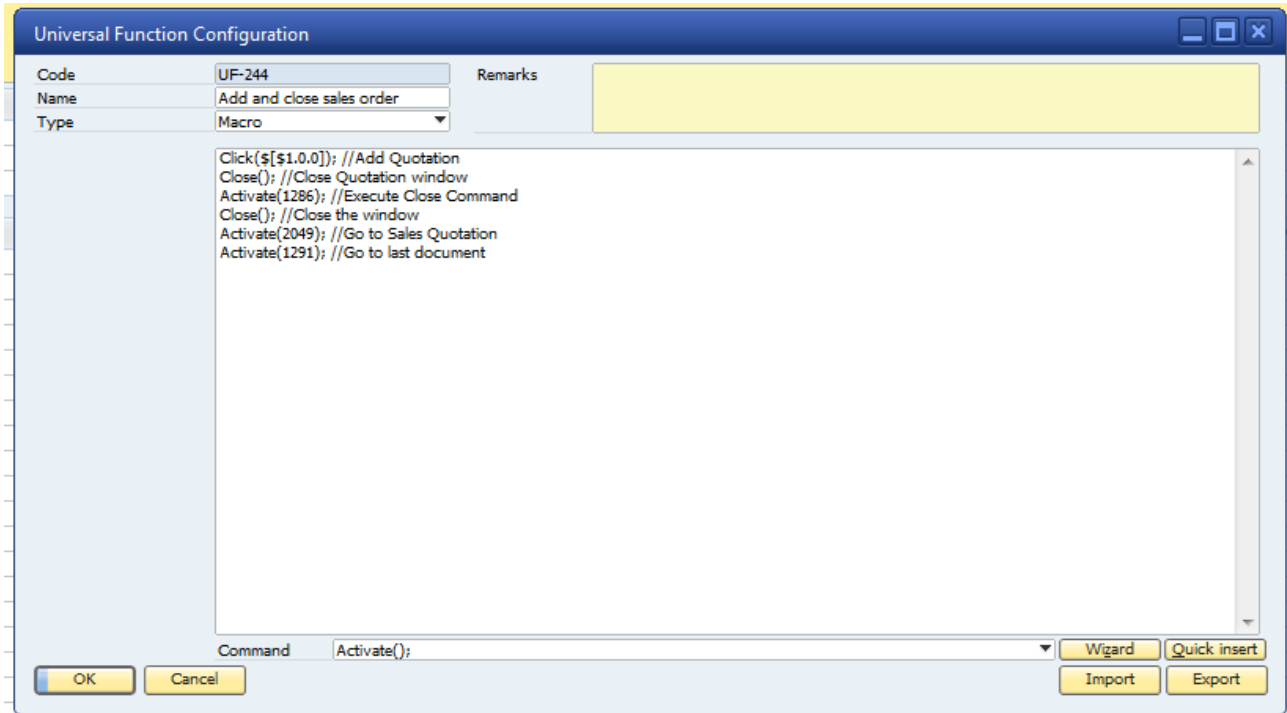 Universal Function Configuration
Code UF-244 Remarks
Name Add and close sales order
Type Macro
Click($[$1.0.0]); //Add Quotation
Close(); //Close Quotation window
Activate(1286); //Execute Close Command
Close(); //Close the window
Activate(2049); //Go to Sales Quotation
Activate(1291); //Go to last document
Command Activate(); Wizard Quick insert
OK Cancel Import Export